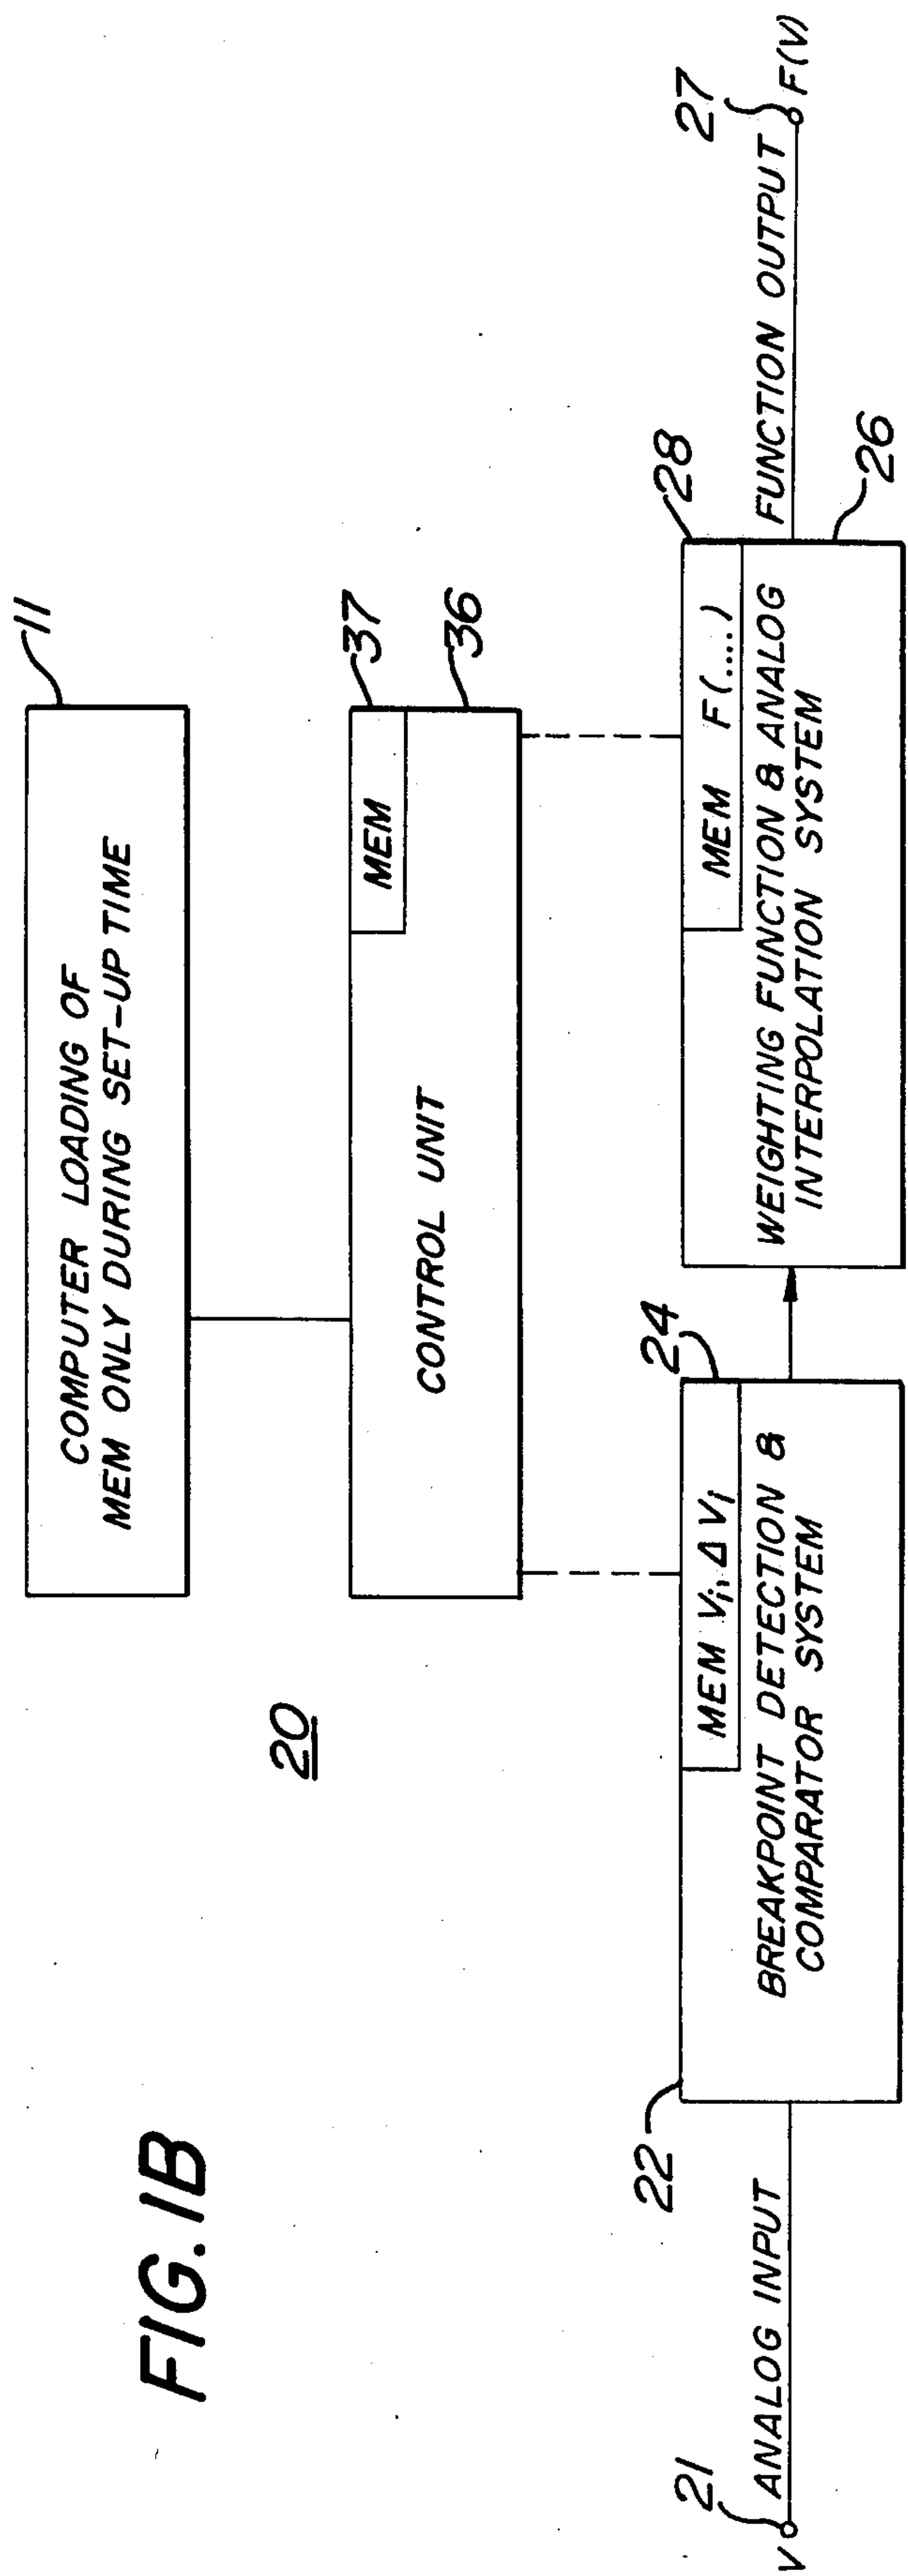 FIG. 1B
20
COMPUTER LOADING OF
MEM ONLY DURING SET-UP TIME
11
CONTROL UNIT
MEM
37
36
V
21
ANALOG INPUT
22
MEM Vi, Δ Vi
24
BREAKPOINT DETECTION &
COMPARATOR SYSTEM
MEM F(....)
28
WEIGHTING FUNCTION & ANALOG
INTERPOLATION SYSTEM
26
FUNCTION OUTPUT
27
F(V)